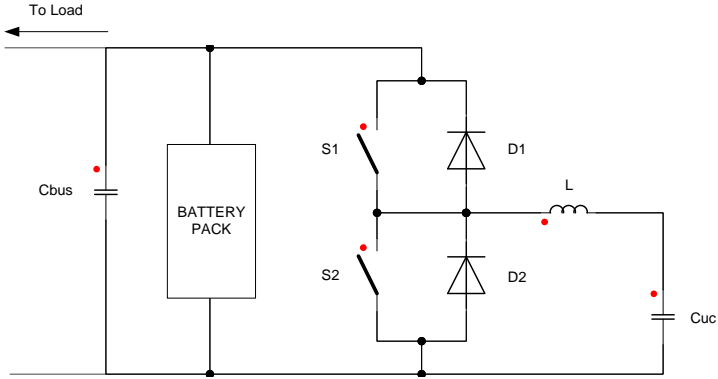 To Load
S1
D1
Cbus
BATTERY
PACK
L
S2
D2
Cuc